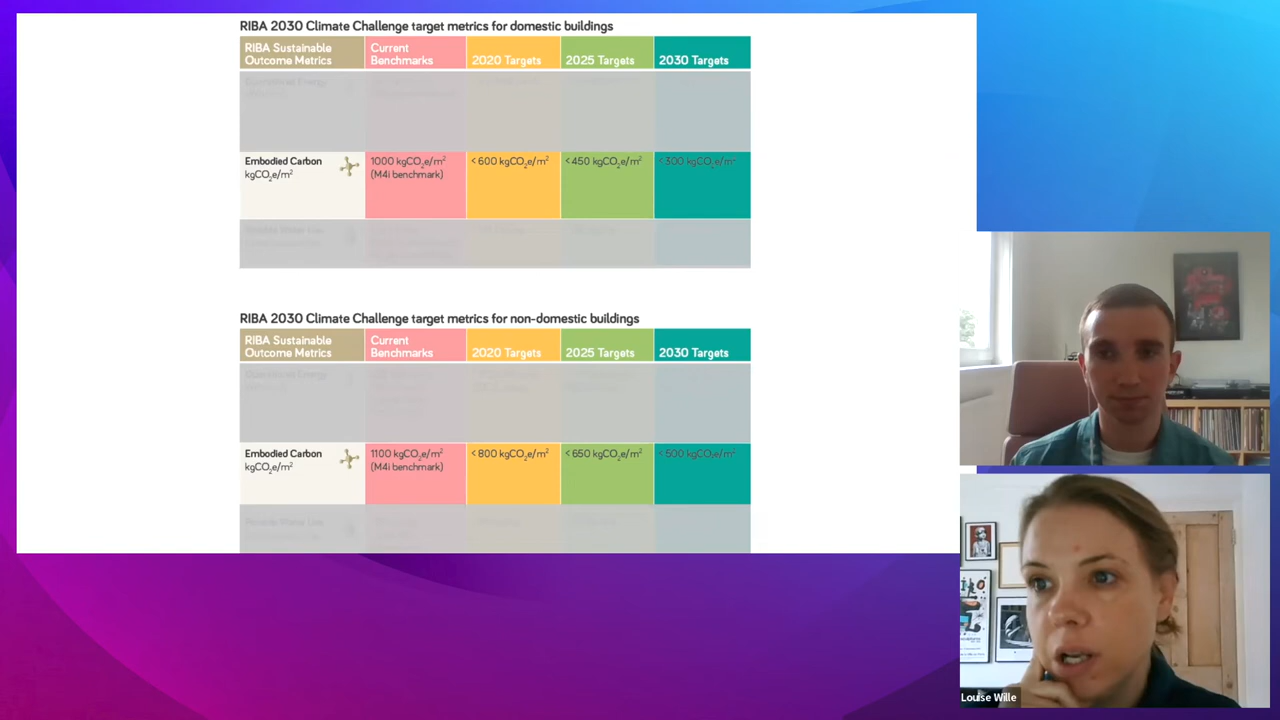 RIBA 2030 Climate Challenge target metrics for domestic buildings
RIBA Sustainable Outcome Metrics
Current Benchmarks
2020 Targets
2025 Targets
2030 Targets
Embodied Carbon
kgCO₂e/m²
1000 kgCO₂e/m²
(M4i benchmark)
< 600 kgCO₂e/m²
< 450 kgCO₂e/m²
< 300 kgCO₂e/m²
RIBA 2030 Climate Challenge target metrics for non-domestic buildings
RIBA Sustainable Outcome Metrics
Current Benchmarks
2020 Targets
2025 Targets
2030 Targets
Embodied Carbon
kgCO₂e/m²
1100 kgCO₂e/m²
(M4i benchmark)
< 800 kgCO₂e/m²
< 650 kgCO₂e/m²
< 500 kgCO₂e/m²
Louise Wille